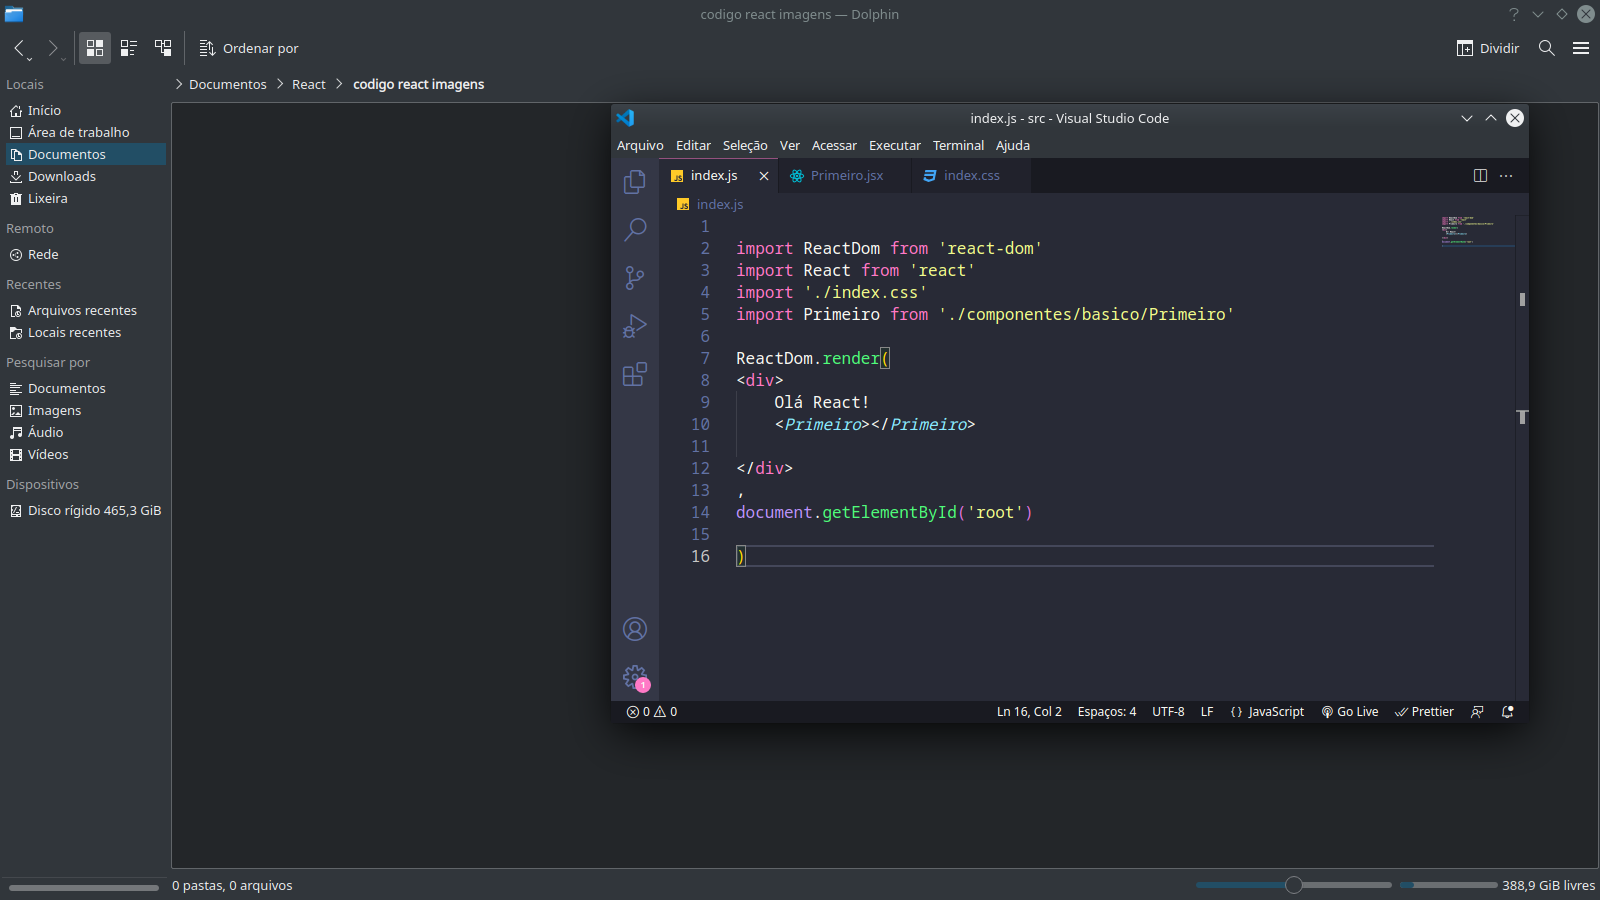 codigo react imagens — Dolphin
Ordenar por
Dividir
Locais
Início
Área de trabalho
Documentos
Downloads
Lixeira
Remoto
Rede
Recentes
Arquivos recentes
Locais recentes
Pesquisar por
Documentos
Imagens
Áudio
Vídeos
Dispositivos
Disco rígido 465,3 GiB
Documentos > React > codigo react imagens
index.js - src - Visual Studio Code
Arquivo Editar Seleção Ver Acessar Executar Terminal Ajuda
index.js Primeiro.jsx index.css
index.js
1
2 import ReactDom from 'react-dom'
3 import React from 'react'
4 import './index.css'
5 import Primeiro from './componentes/basico/Primeiro'
6
7 ReactDom.render(
8 <div>
9 Olá React!
10 <Primeiro></Primeiro>
11
12 </div>
13 ,
14 document.getElementById('root')
15
16 )
1
0 0 Ln 16, Col 2 Espaços: 4 UTF-8 LF {} JavaScript Go Live Prettier
0 pastas, 0 arquivos
388,9 GiB livres